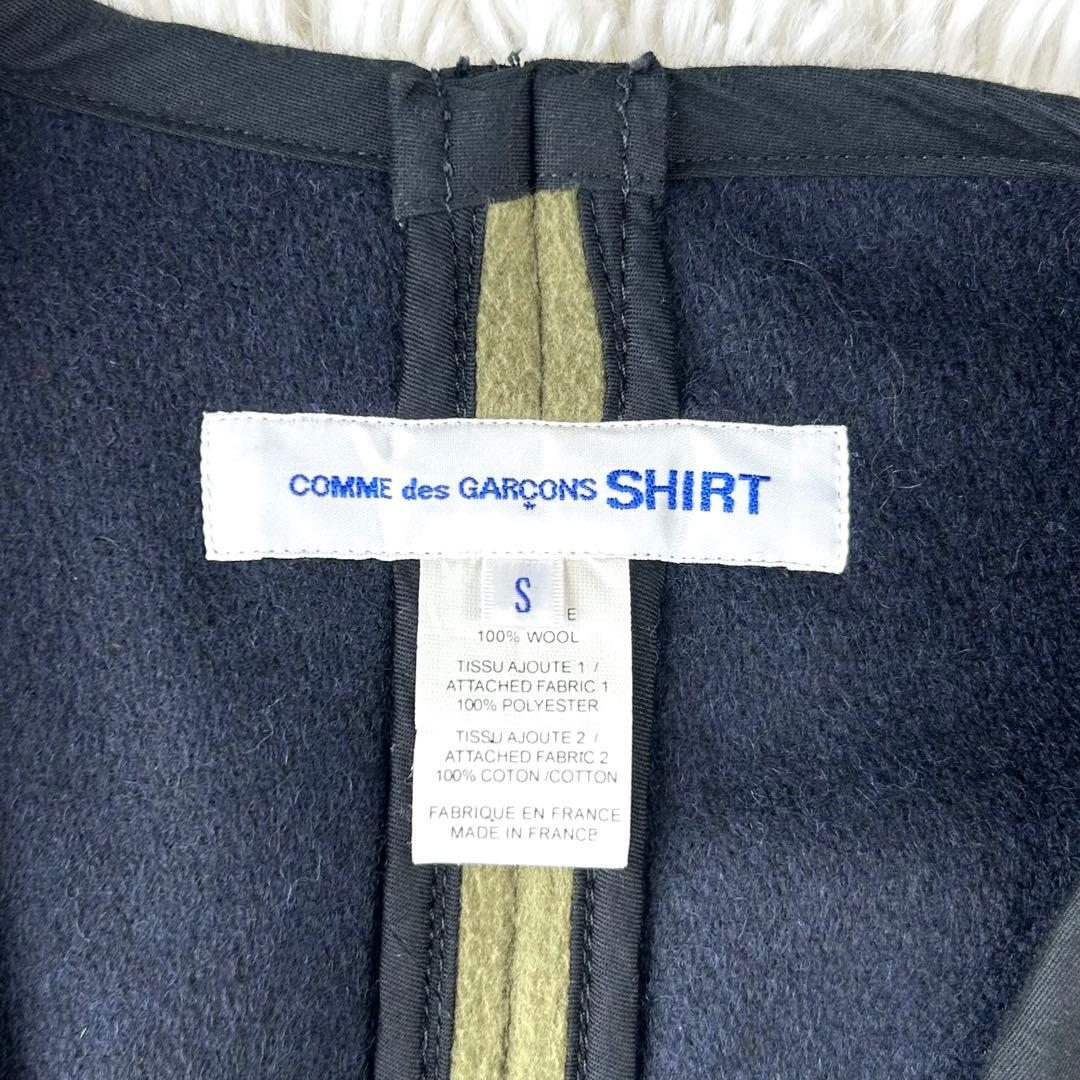 COMME des GARÇONS SHIRT
S
E
100% WOOL
TISSU AJOUTE 1 /
ATTACHED FABRIC 1
100% POLYESTER
TISSU AJOUTE 2 /
ATTACHED FABRIC 2
100% COTON /COTTON
FABRIQUE EN FRANCE
MADE IN FRANCE